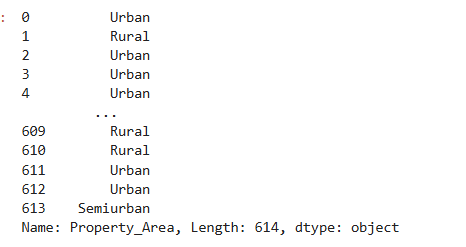 : 0 Urban
1 Rural
2 Urban
3 Urban
4 Urban
...
609 Rural
610 Rural
611 Urban
612 Urban
613 Semiurban
Name: Property_Area, Length: 614, dtype: object